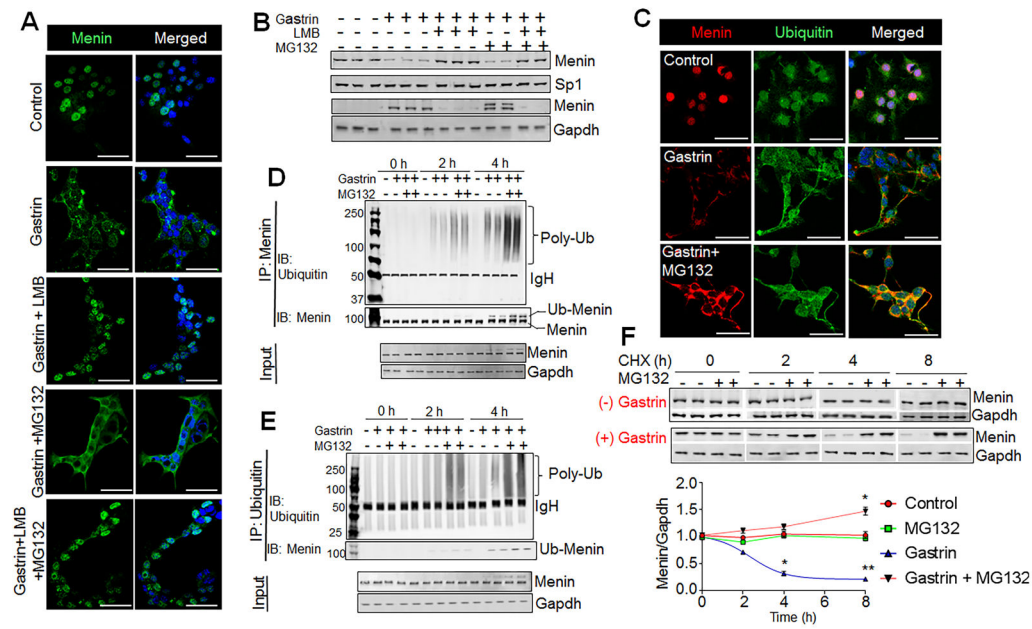 A
Menin Merged
Control
Gastrin
Gastrin + LMB
Gastrin +MG132
Gastrin+LMB
+MG132
B
Gastrin - - - + + + + + + + + + +
LMB - - - - - - + + + - - + +
MG132 - - - - - - - - - + + + +
Menin
Sp1
Menin
Gapdh
C
Menin Ubiquitin Merged
Control
Gastrin
Gastrin+
MG132
D
0 h 2 h 4 h
Gastrin
MG132
IP: Menin
IB:
Ubiquitin
250
100
50
37
Poly-Ub
IgH
IB: Menin
100
Ub-Menin
Menin
Input
Menin
Gapdh
E
0 h 2 h 4 h
Gastrin
MG132
IP: Ubiquitin
IB:
Ubiquitin
250
100
50
25
Poly-Ub
IgH
IB: Menin
100
Ub-Menin
Input
Menin
Gapdh
F
CHX (h) 0 2 4 8
MG132 - - + + - - + + - - + + - - + +
(-) Gastrin
Menin
Gapdh
(+) Gastrin
Menin
Gapdh
Menin/Gapdh
2.0
1.5
1.0
0.5
0.0
0 2 4 8
Time (h)
*
*
**
Control
MG132
Gastrin
Gastrin + MG132